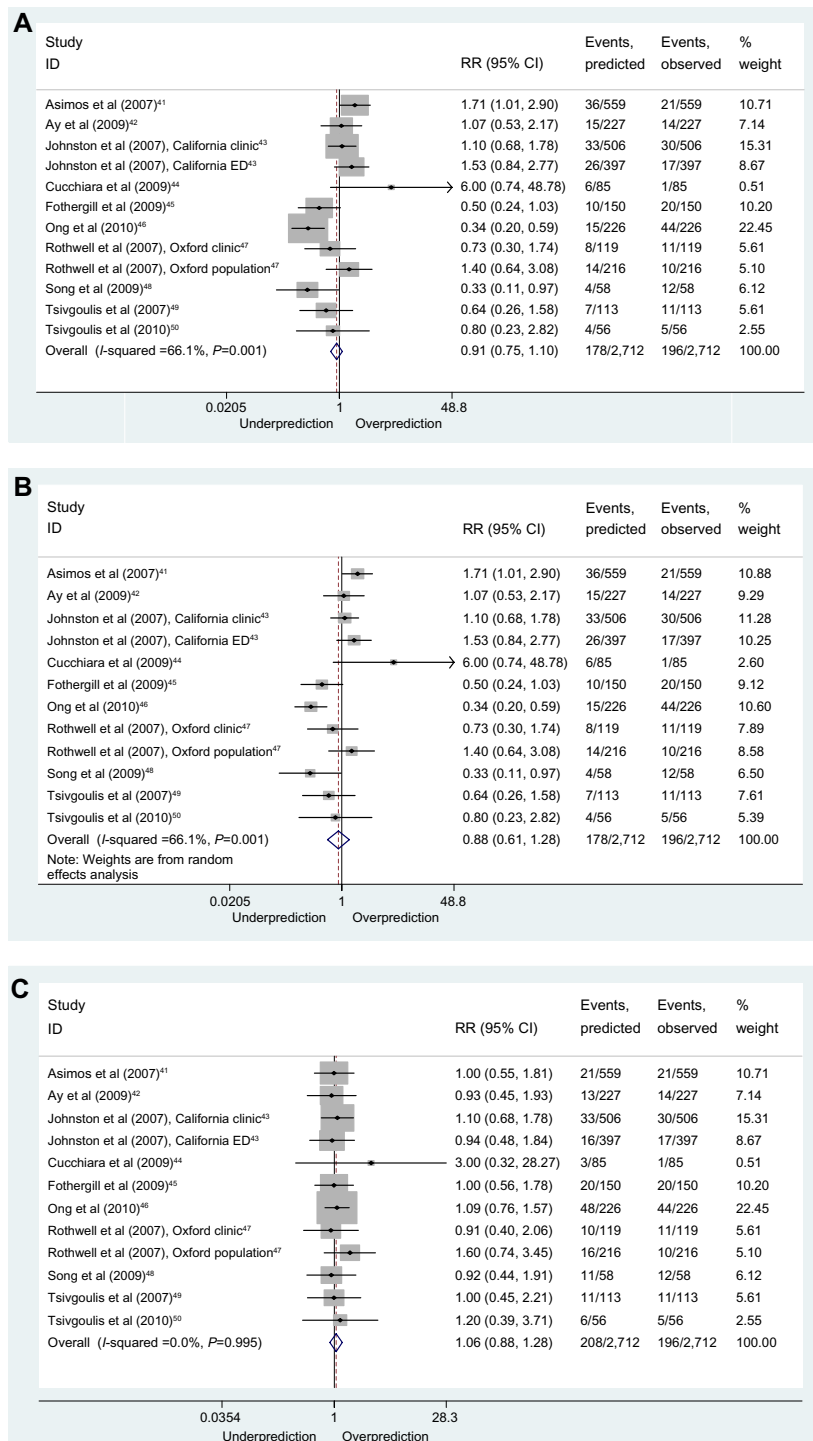 A
Study Events, Events, %
ID RR (95% CI) predicted observed weight
Asimos et al (2007)⁴¹ 1.71 (1.01, 2.90) 36/559 21/559 10.71
Ay et al (2009)⁴² 1.07 (0.53, 2.17) 15/227 14/227 7.14
Johnston et al (2007), California clinic⁴³ 1.10 (0.68, 1.78) 33/506 30/506 15.31
Johnston et al (2007), California ED⁴³ 1.53 (0.84, 2.77) 26/397 17/397 8.67
Cucchiara et al (2009)⁴⁴ 6.00 (0.74, 48.78) 6/85 1/85 0.51
Fothergill et al (2009)⁴⁵ 0.50 (0.24, 1.03) 10/150 20/150 10.20
Ong et al (2010)⁴⁶ 0.34 (0.20, 0.59) 15/226 44/226 22.45
Rothwell et al (2007), Oxford clinic⁴⁷ 0.73 (0.30, 1.74) 8/119 11/119 5.61
Rothwell et al (2007), Oxford population⁴⁷ 1.40 (0.64, 3.08) 14/216 10/216 5.10
Song et al (2009)⁴⁸ 0.33 (0.11, 0.97) 4/58 12/58 6.12
Tsivgoulis et al (2007)⁴⁹ 0.64 (0.26, 1.58) 7/113 11/113 5.61
Tsivgoulis et al (2010)⁵⁰ 0.80 (0.23, 2.82) 4/56 5/56 2.55
Overall (I-squared =66.1%, P=0.001) 0.91 (0.75, 1.10) 178/2,712 196/2,712 100.00
0.0205 1 48.8
Underprediction Overprediction
B
Study Events, Events, %
ID RR (95% CI) predicted observed weight
Asimos et al (2007)⁴¹ 1.71 (1.01, 2.90) 36/559 21/559 10.88
Ay et al (2009)⁴² 1.07 (0.53, 2.17) 15/227 14/227 9.29
Johnston et al (2007), California clinic⁴³ 1.10 (0.68, 1.78) 33/506 30/506 11.28
Johnston et al (2007), California ED⁴³ 1.53 (0.84, 2.77) 26/397 17/397 10.25
Cucchiara et al (2009)⁴⁴ 6.00 (0.74, 48.78) 6/85 1/85 2.60
Fothergill et al (2009)⁴⁵ 0.50 (0.24, 1.03) 10/150 20/150 9.12
Ong et al (2010)⁴⁶ 0.34 (0.20, 0.59) 15/226 44/226 10.60
Rothwell et al (2007), Oxford clinic⁴⁷ 0.73 (0.30, 1.74) 8/119 11/119 7.89
Rothwell et al (2007), Oxford population⁴⁷ 1.40 (0.64, 3.08) 14/216 10/216 8.58
Song et al (2009)⁴⁸ 0.33 (0.11, 0.97) 4/58 12/58 6.50
Tsivgoulis et al (2007)⁴⁹ 0.64 (0.26, 1.58) 7/113 11/113 7.61
Tsivgoulis et al (2010)⁵⁰ 0.80 (0.23, 2.82) 4/56 5/56 5.39
Overall (I-squared =66.1%, P=0.001) 0.88 (0.61, 1.28) 178/2,712 196/2,712 100.00
Note: Weights are from random
effects analysis
0.0205 1 48.8
Underprediction Overprediction
C
Study Events, Events, %
ID RR (95% CI) predicted observed weight
Asimos et al (2007)⁴¹ 1.00 (0.55, 1.81) 21/559 21/559 10.71
Ay et al (2009)⁴² 0.93 (0.45, 1.93) 13/227 14/227 7.14
Johnston et al (2007), California clinic⁴³ 1.10 (0.68, 1.78) 33/506 30/506 15.31
Johnston et al (2007), California ED⁴³ 0.94 (0.48, 1.84) 16/397 17/397 8.67
Cucchiara et al (2009)⁴⁴ 3.00 (0.32, 28.27) 3/85 1/85 0.51
Fothergill et al (2009)⁴⁵ 1.00 (0.56, 1.78) 20/150 20/150 10.20
Ong et al (2010)⁴⁶ 1.09 (0.76, 1.57) 48/226 44/226 22.45
Rothwell et al (2007), Oxford clinic⁴⁷ 0.91 (0.40, 2.06) 10/119 11/119 5.61
Rothwell et al (2007), Oxford population⁴⁷ 1.60 (0.74, 3.45) 16/216 10/216 5.10
Song et al (2009)⁴⁸ 0.92 (0.44, 1.91) 11/58 12/58 6.12
Tsivgoulis et al (2007)⁴⁹ 1.00 (0.45, 2.21) 11/113 11/113 5.61
Tsivgoulis et al (2010)⁵⁰ 1.20 (0.39, 3.71) 6/56 5/56 2.55
Overall (I-squared =0.0%, P=0.995) 1.06 (0.88, 1.28) 208/2,712 196/2,712 100.00
0.0354 1 28.3
Underprediction Overprediction